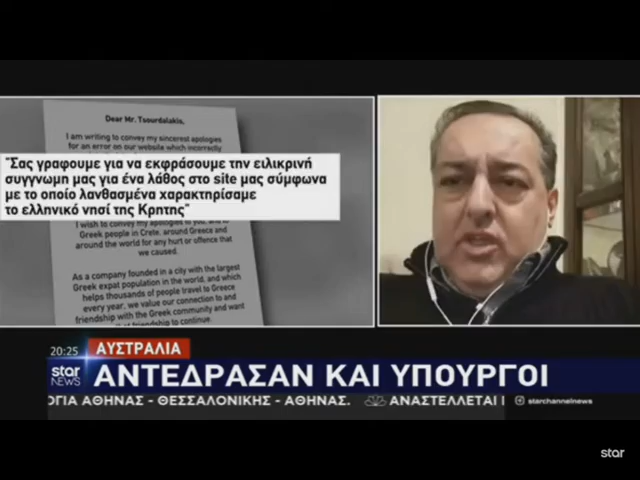 Dear Mr. Tsourdalakis,
I am writing to convey my sincerest apologies
for an error on our website which incorrectly
"Σας γραφουμε για να εκφράσουμε την ειλικρινή
συγγνωμη μας για ένα λάθος στο site μας σύμφωνα
με το οποίο λανθασμένα χαρακτηρίσαμε
το ελληνικό νησί της Κρητης"
I wish to convey my apologies to you, and to
Greek people in Crete, around Greece and
around the world for any hurt or offence that
we caused.
As a company founded in a city with the largest
Greek expat population in the world, and which
helps thousands of people travel to Greece
every year, we value our connection to and
friendship with the Greek community and want
of friendship to continue.
20:25 ΑΥΣΤΡΑΛΙΑ
star NEWS
ΑΝΤΕΔΡΑΣΑΝ ΚΑΙ ΥΠΟΥΡΓΟΙ
ΟΓΙΑ ΑΘΗΝΑΣ - ΘΕΣΣΑΛΟΝΙΚΗΣ - ΑΘΗΝΑΣ. ΑΝΑΣΤΕΛΛΕΤΑΙ starchannelnews
star